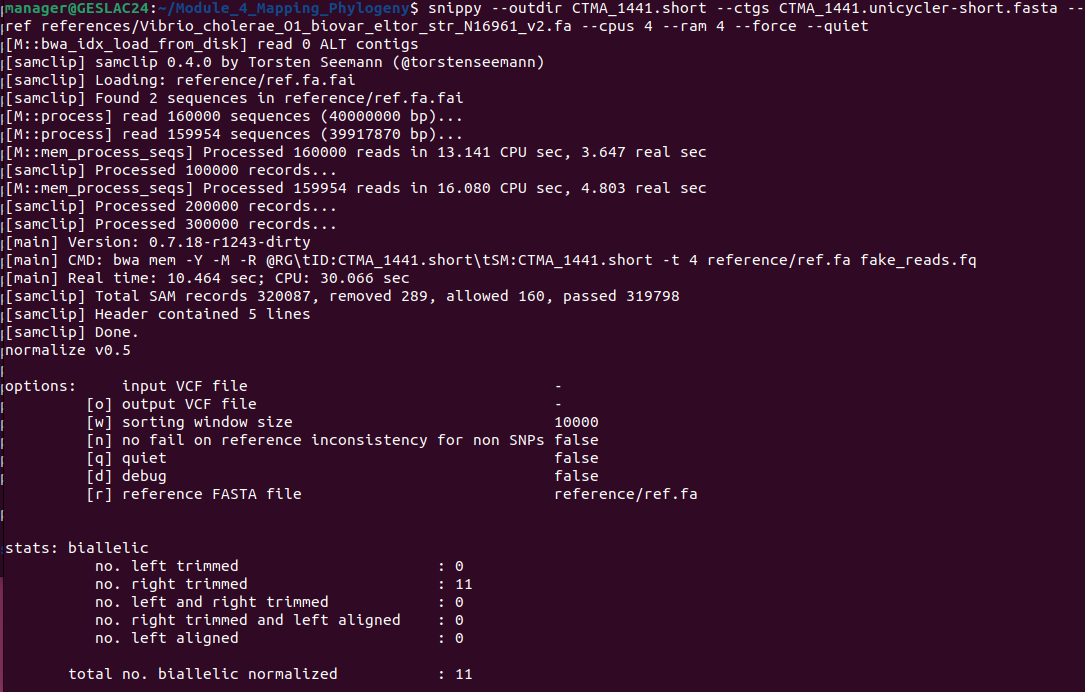 manager@GESLAC24:~/Module_4_Mapping_Phylogeny$ snippy --outdir CTMA_1441.short --ctgs CTMA_1441.unicycler-short.fasta --
ref references/Vibrio_cholerae_O1_biovar_eltor_str_N16961_v2.fa --cpus 4 --ram 4 --force --quiet
[M::bwa_idx_load_from_disk] read 0 ALT contigs
[samclip] samclip 0.4.0 by Torsten Seemann (@torstenseemann)
[samclip] Loading: reference/ref.fa.fai
[samclip] Found 2 sequences in reference/ref.fa.fai
[M::process] read 160000 sequences (40000000 bp)...
[M::process] read 159954 sequences (39917870 bp)...
[M::mem_process_seqs] Processed 160000 reads in 13.141 CPU sec, 3.647 real sec
[samclip] Processed 100000 records...
[M::mem_process_seqs] Processed 159954 reads in 16.080 CPU sec, 4.803 real sec
[samclip] Processed 200000 records...
[samclip] Processed 300000 records...
[main] Version: 0.7.18-r1243-dirty
[main] CMD: bwa mem -Y -M -R @RG\tID:CTMA_1441.short\tSM:CTMA_1441.short -t 4 reference/ref.fa fake_reads.fq
[main] Real time: 10.464 sec; CPU: 30.066 sec
[samclip] Total SAM records 320087, removed 289, allowed 160, passed 319798
[samclip] Header contained 5 lines
[samclip] Done.
normalize v0.5
options:     input VCF file                                  -
         [o] output VCF file                                 -
         [w] sorting window size                             10000
         [n] no fail on reference inconsistency for non SNPs false
         [q] quiet                                           false
         [d] debug                                           false
         [r] reference FASTA file                            reference/ref.fa
stats: biallelic
          no. left trimmed                      : 0
          no. right trimmed                     : 11
          no. left and right trimmed            : 0
          no. right trimmed and left aligned    : 0
          no. left aligned                      : 0
       total no. biallelic normalized           : 11